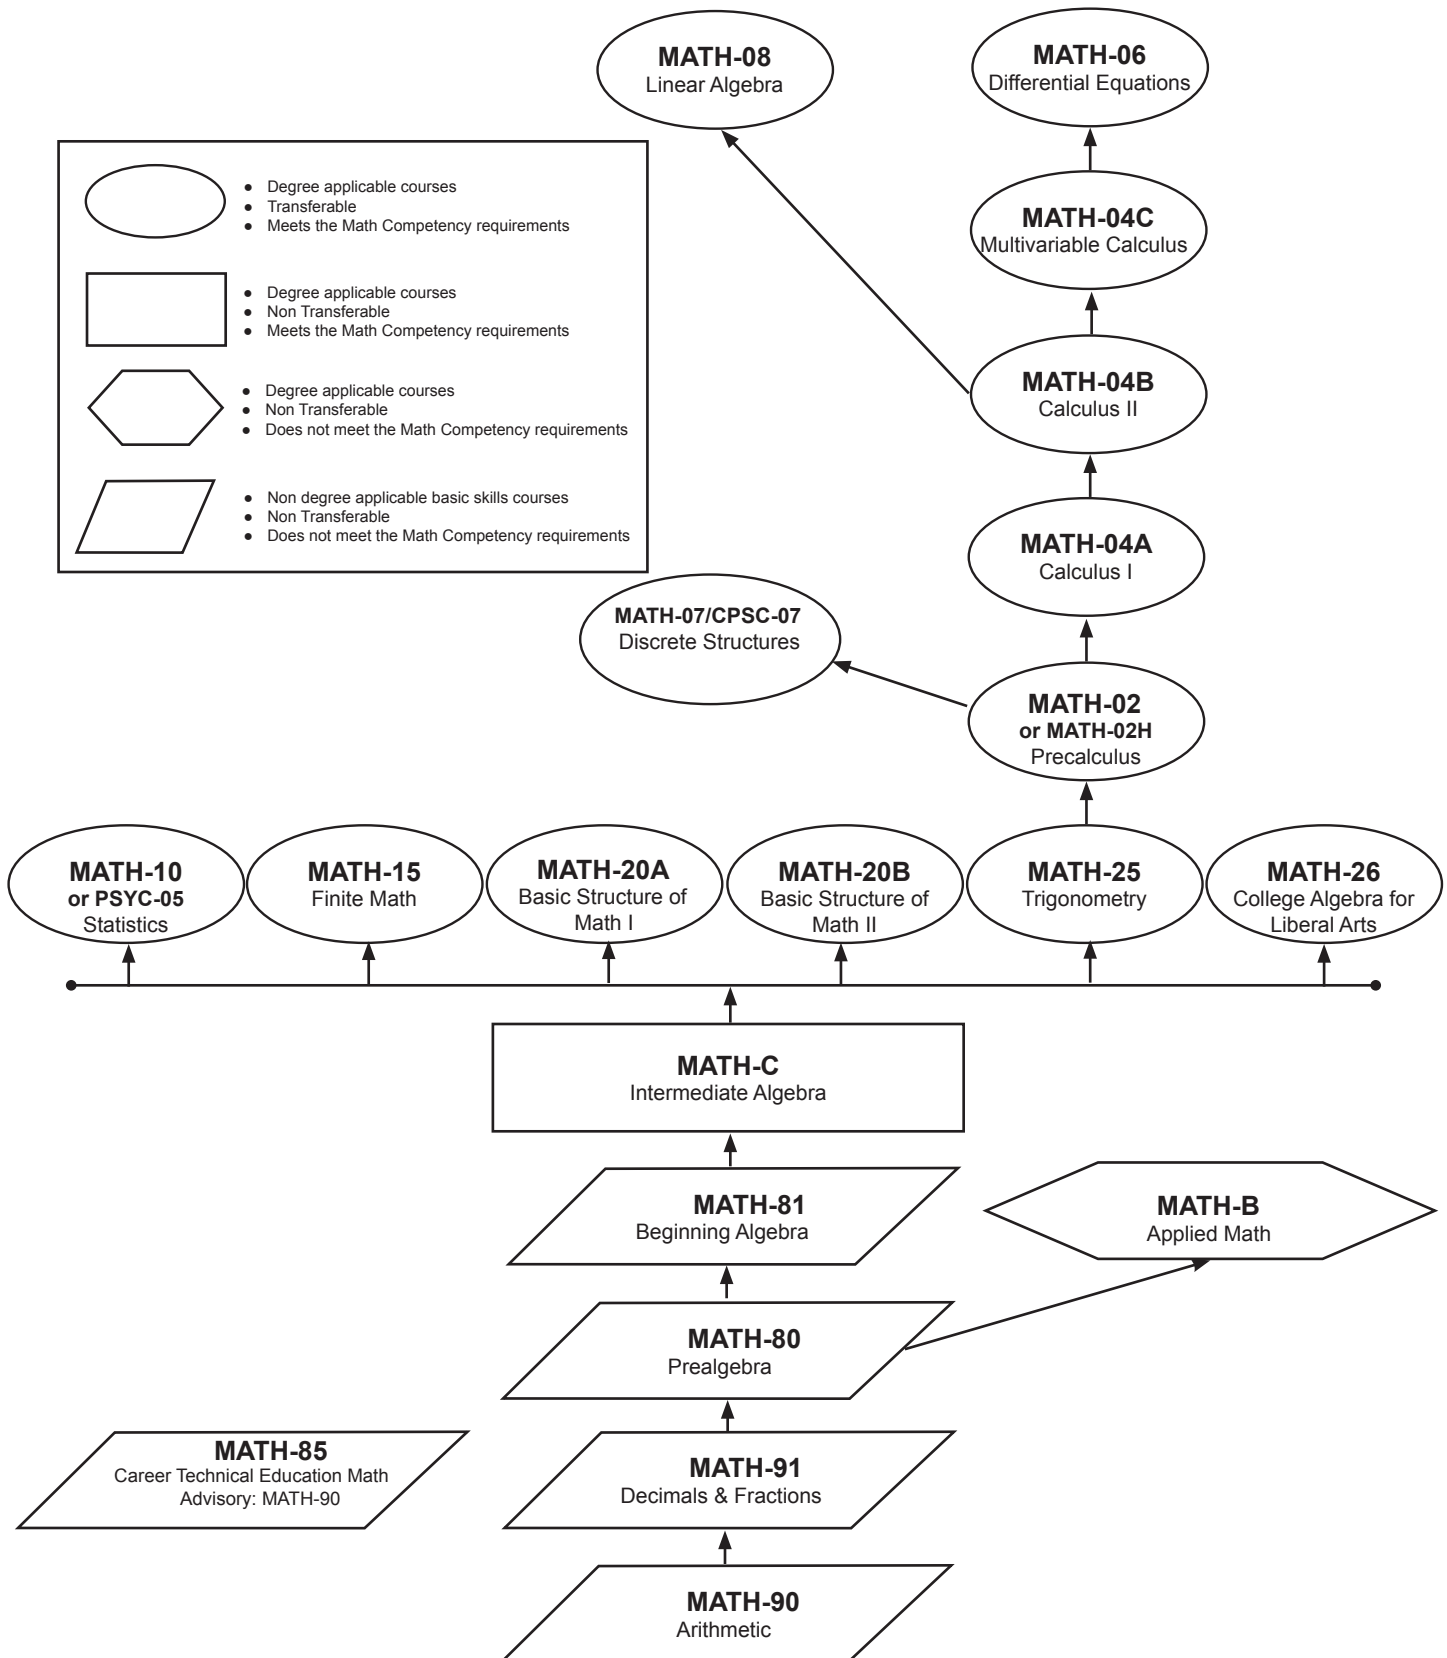 MATH-08
Linear Algebra
MATH-06
Differential Equations
● Degree applicable courses
● Transferable
● Meets the Math Competency requirements
● Degree applicable courses
● Non Transferable
● Meets the Math Competency requirements
● Degree applicable courses
● Non Transferable
● Does not meet the Math Competency requirements
● Non degree applicable basic skills courses
● Non Transferable
● Does not meet the Math Competency requirements
MATH-04C
Multivariable Calculus
MATH-04B
Calculus II
MATH-04A
Calculus I
MATH-07/CPSC-07
Discrete Structures
MATH-02
or MATH-02H
Precalculus
MATH-10
or PSYC-05
Statistics
MATH-15
Finite Math
MATH-20A
Basic Structure of
Math I
MATH-20B
Basic Structure of
Math II
MATH-25
Trigonometry
MATH-26
College Algebra for
Liberal Arts
MATH-C
Intermediate Algebra
MATH-81
Beginning Algebra
MATH-B
Applied Math
MATH-80
Prealgebra
MATH-85
Career Technical Education Math
Advisory: MATH-90
MATH-91
Decimals & Fractions
MATH-90
Arithmetic